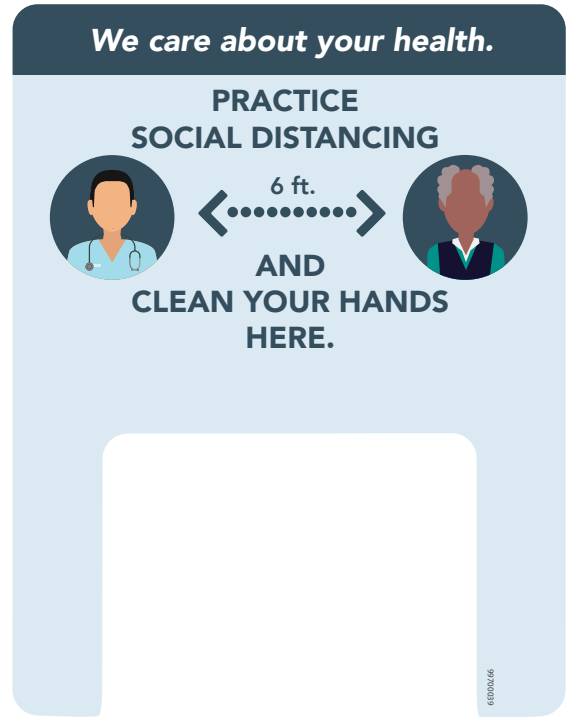 We care about your health.
PRACTICE
SOCIAL DISTANCING
6 ft.
AND
CLEAN YOUR HANDS
HERE.
99700039